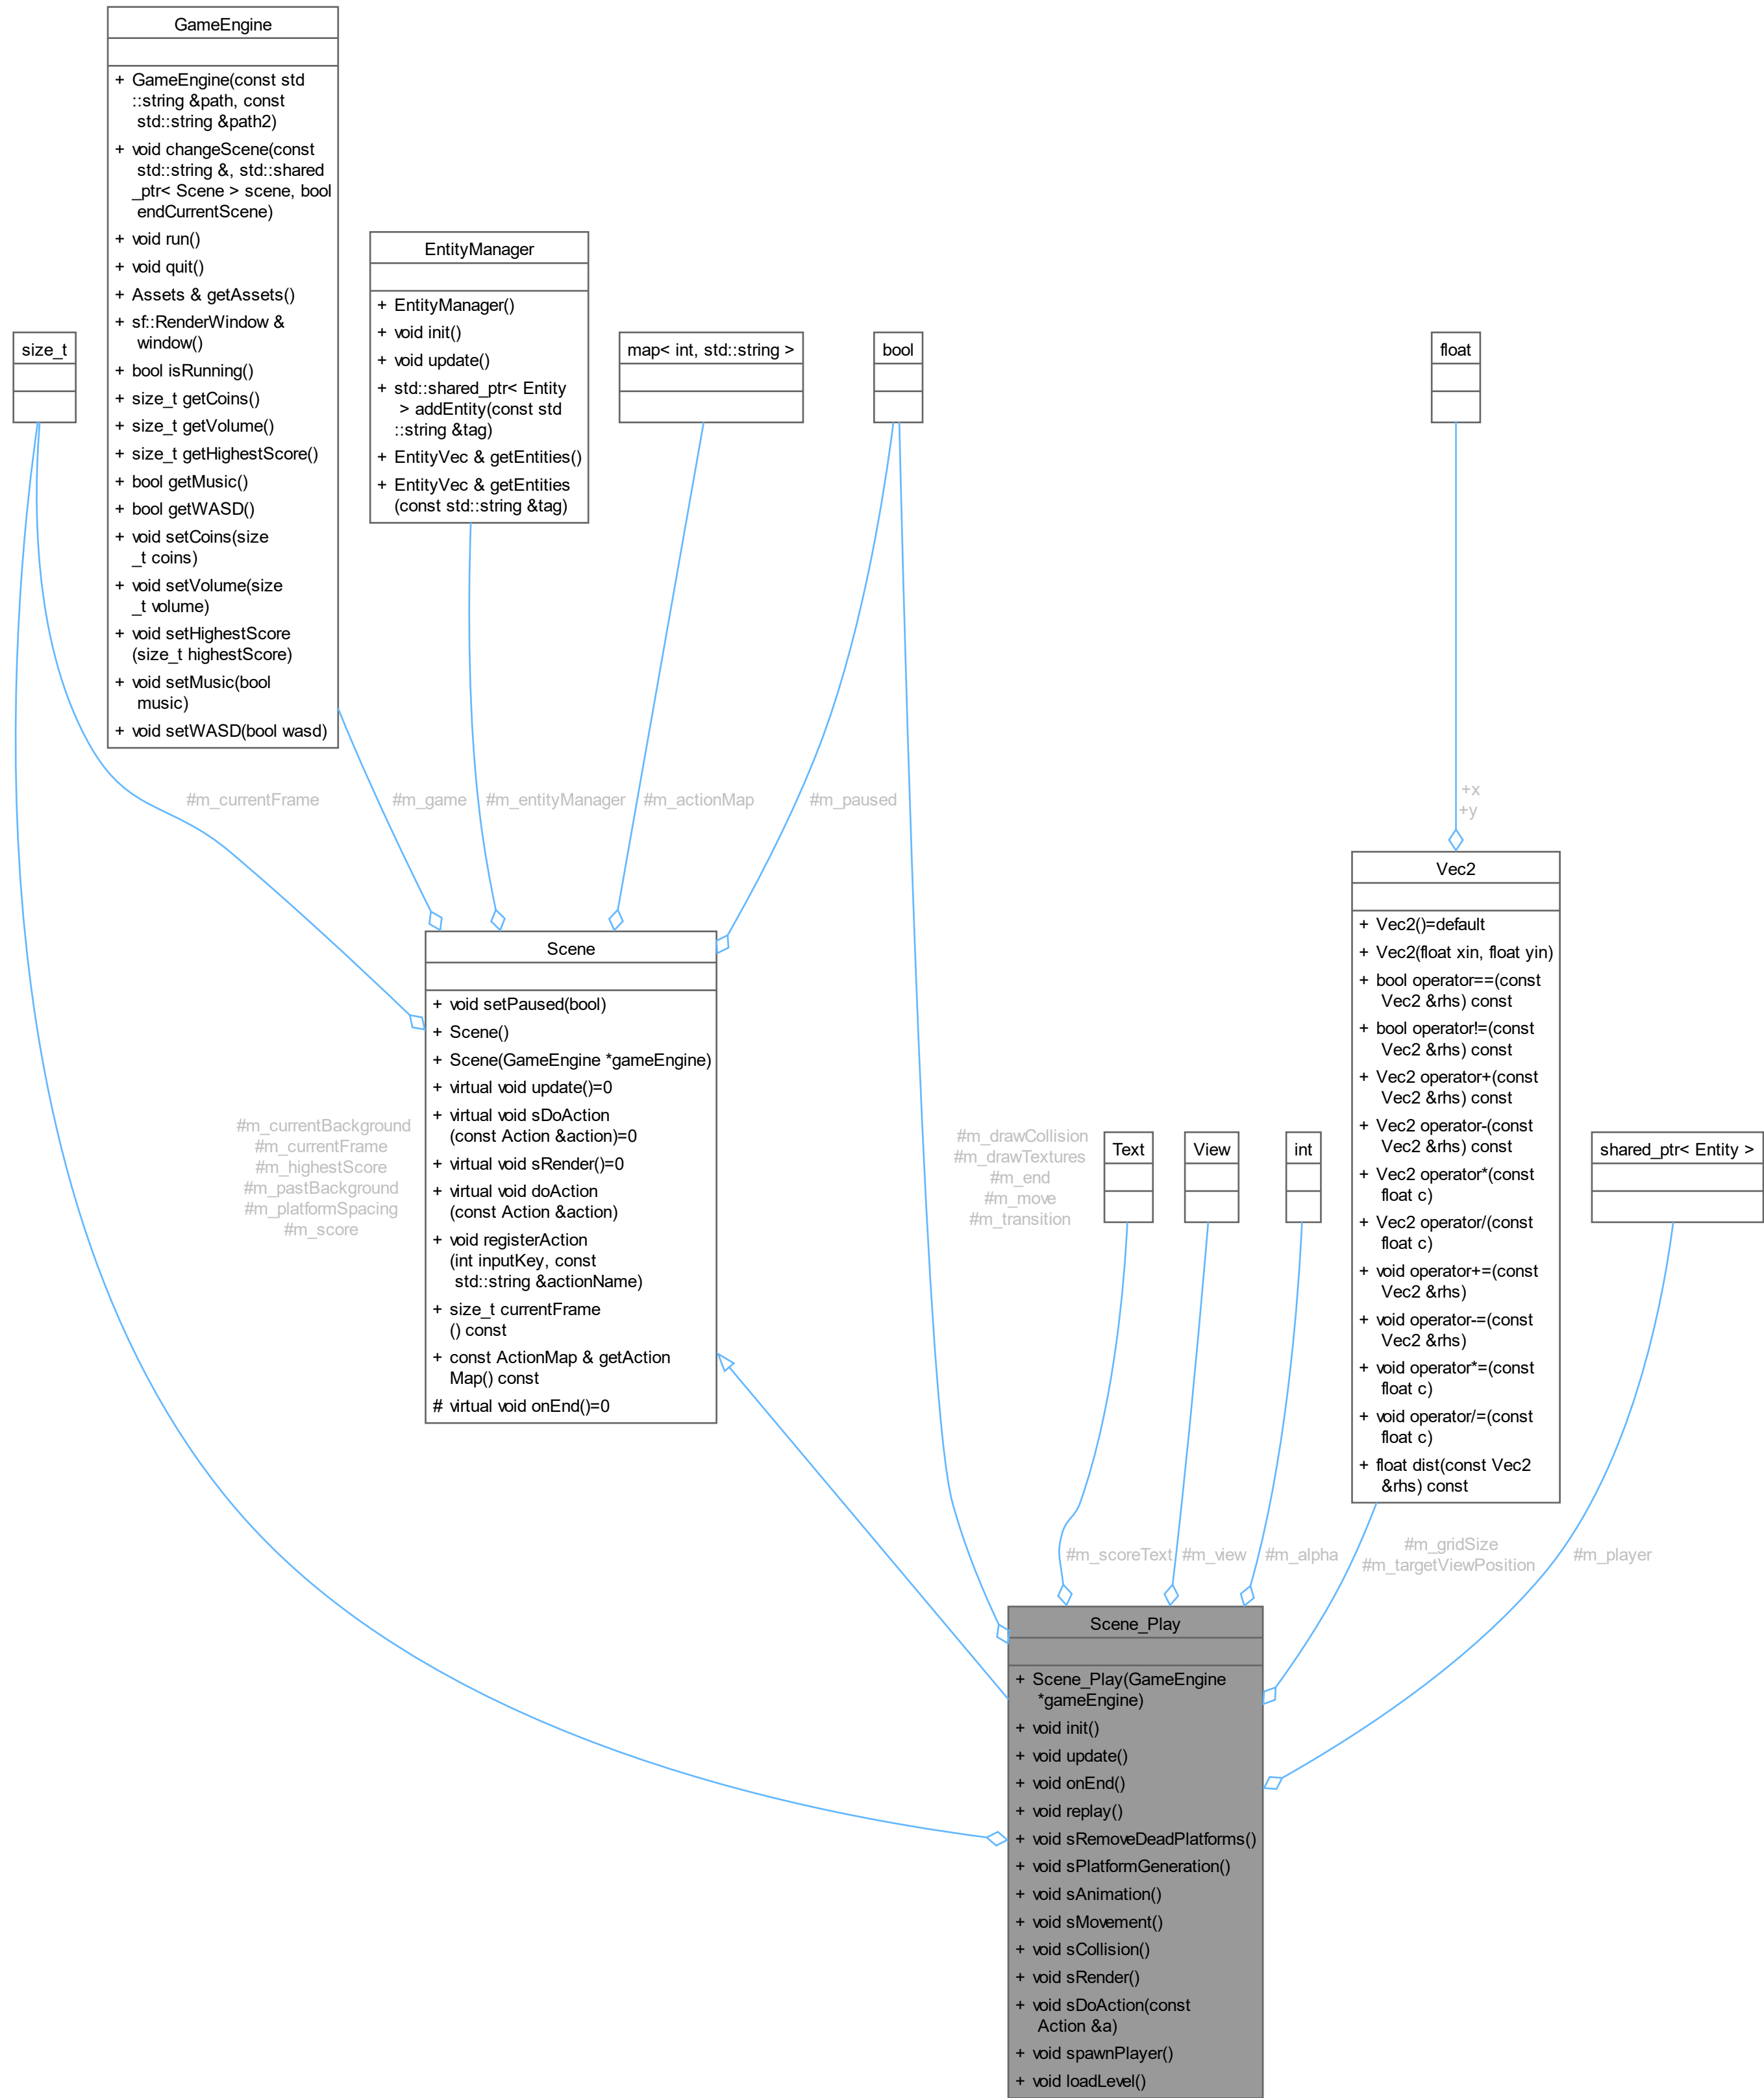 GameEngine
+ GameEngine(const std
::string &path, const
std::string &path2)
+ void changeScene(const
std::string &, std::shared
_ptr< Scene > scene, bool
endCurrentScene)
+ void run()
+ void quit()
+ Assets & getAssets()
+ sf::RenderWindow &
window()
+ bool isRunning()
+ size_t getCoins()
+ size_t getVolume()
+ size_t getHighestScore()
+ bool getMusic()
+ bool getWASD()
+ void setCoins(size
_t coins)
+ void setVolume(size
_t volume)
+ void setHighestScore
(size_t highestScore)
+ void setMusic(bool
music)
+ void setWASD(bool wasd)
EntityManager
+ EntityManager()
+ void init()
+ void update()
+ std::shared_ptr< Entity
> addEntity(const std
::string &tag)
+ EntityVec & getEntities()
+ EntityVec & getEntities
(const std::string &tag)
size_t
map< int, std::string >
bool
float
#m_currentFrame
#m_game
#m_entityManager
#m_actionMap
#m_paused
+x
+y
Scene
+ void setPaused(bool)
+ Scene()
+ Scene(GameEngine *gameEngine)
+ virtual void update()=0
+ virtual void sDoAction
(const Action &action)=0
+ virtual void sRender()=0
+ virtual void doAction
(const Action &action)
+ void registerAction
(int inputKey, const
std::string &actionName)
+ size_t currentFrame
() const
+ const ActionMap & getAction
Map() const
# virtual void onEnd()=0
Vec2
+ Vec2()=default
+ Vec2(float xin, float yin)
+ bool operator==(const
Vec2 &rhs) const
+ bool operator!=(const
Vec2 &rhs) const
+ Vec2 operator+(const
Vec2 &rhs) const
+ Vec2 operator-(const
Vec2 &rhs) const
+ Vec2 operator*(const
float c)
+ Vec2 operator/(const
float c)
+ void operator+=(const
Vec2 &rhs)
+ void operator-=(const
Vec2 &rhs)
+ void operator*=(const
float c)
+ void operator/=(const
float c)
+ float dist(const Vec2
&rhs) const
#m_currentBackground
#m_currentFrame
#m_highestScore
#m_pastBackground
#m_platformSpacing
#m_score
#m_drawCollision
#m_drawTextures
#m_end
#m_move
#m_transition
Text
View
int
shared_ptr< Entity >
#m_scoreText
#m_view
#m_alpha
#m_gridSize
#m_targetViewPosition
#m_player
Scene_Play
+ Scene_Play(GameEngine
*gameEngine)
+ void init()
+ void update()
+ void onEnd()
+ void replay()
+ void sRemoveDeadPlatforms()
+ void sPlatformGeneration()
+ void sAnimation()
+ void sMovement()
+ void sCollision()
+ void sRender()
+ void sDoAction(const
Action &a)
+ void spawnPlayer()
+ void loadLevel()